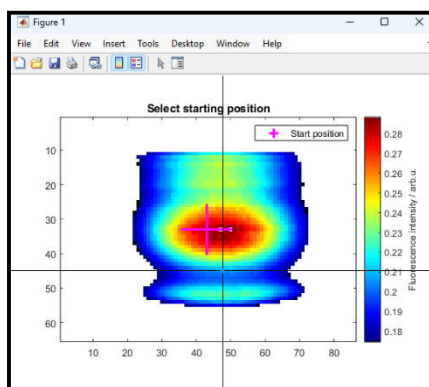 Figure 1
File Edit View Insert Tools Desktop Window Help
Select starting position
Start position
10
20
30
40
50
60
10 20 30 40 50 60 70 80
0.28
0.27
0.26
0.25
0.24
0.23
0.22
0.21
0.2
0.19
0.18
Fluorescence intensity / arb.u.